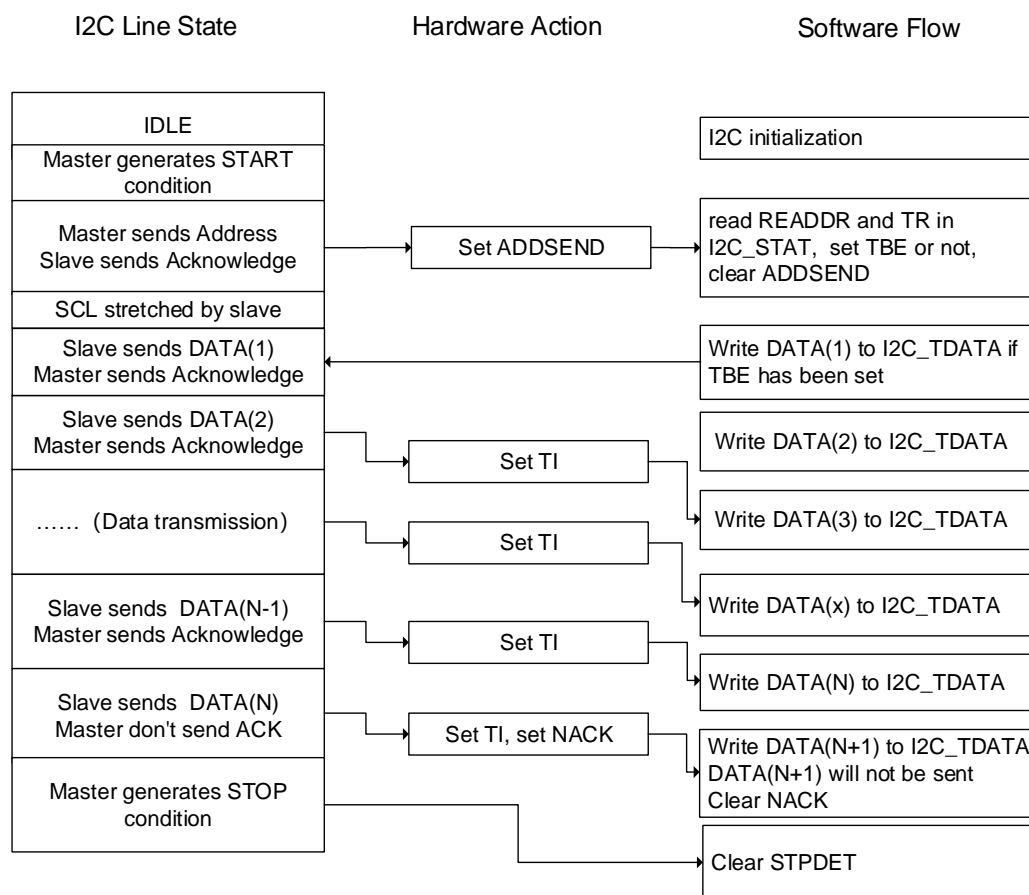 I2C Line State
Hardware Action
Software Flow
IDLE
I2C initialization
Master generates START
condition
Master sends Address
Slave sends Acknowledge
Set ADDSEND
read READDR and TR in
I2C_STAT, set TBE or not,
clear ADDSEND
SCL stretched by slave
Slave sends DATA(1)
Master sends Acknowledge
Write DATA(1) to I2C_TDATA if
TBE has been set
Slave sends DATA(2)
Master sends Acknowledge
Set TI
Write DATA(2) to I2C_TDATA
...... (Data transmission)
Set TI
Write DATA(3) to I2C_TDATA
Write DATA(x) to I2C_TDATA
Slave sends DATA(N-1)
Master sends Acknowledge
Set TI
Write DATA(N) to I2C_TDATA
Slave sends DATA(N)
Master don't send ACK
Set TI, set NACK
Write DATA(N+1) to I2C_TDATA
DATA(N+1) will not be sent
Clear NACK
Master generates STOP
condition
Clear STPDET